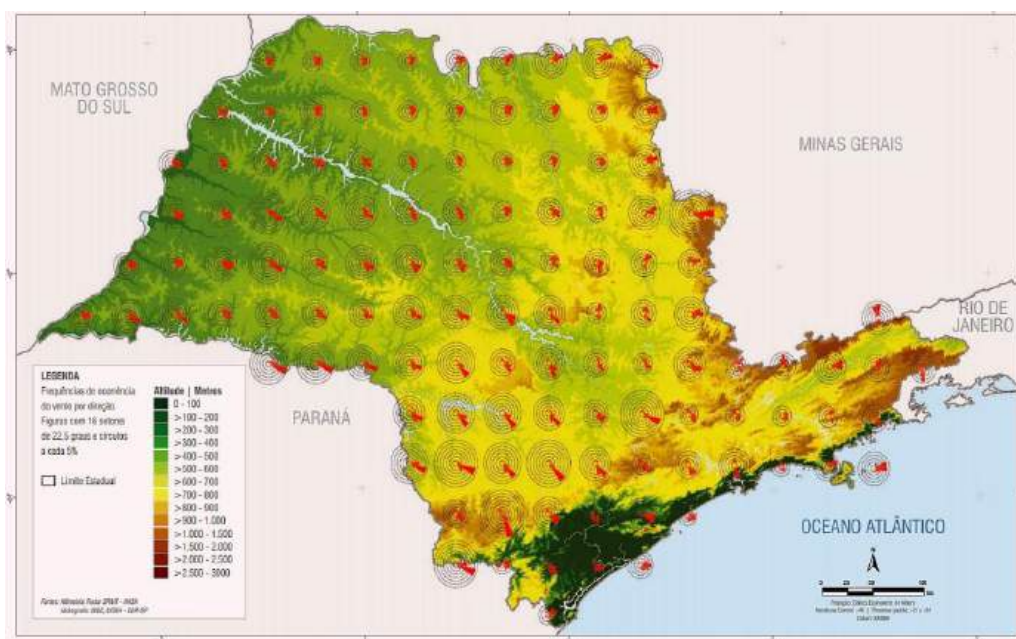 MATO GROSSO
DO SUL
MINAS GERAIS
RIO DE
JANEIRO
PARANÁ
OCEANO ATLÂNTICO
LEGENDA
Frequências de ocorrência
do vento por direção.
Figuras com 16 setores
de 22,5 graus e círculos
a cada 5%
Limite Estadual
Altitude | Metros
0 - 100
>100 - 200
>200 - 300
>300 - 400
>400 - 500
>500 - 600
>600 - 700
>700 - 800
>800 - 900
>900 - 1.000
>1.000 - 1.500
>1.500 - 2.000
>2.000 - 2.500
>2.500 - 3000